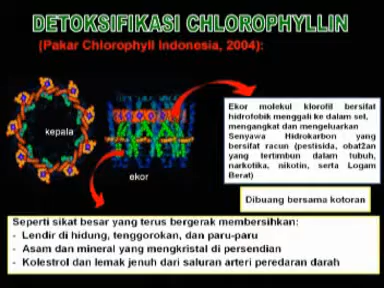 DETOKSIFIKASI CHLOROPHYLLIN
(Pakar Chlorophyll Indonesia, 2004):
kepala
ekor
Ekor molekul klorofil bersifat
hidrofobik menggali ke dalam sel,
mengangkat dan mengeluarkan
Senyawa Hidrokarbon yang
bersifat racun (pestisida, obat2an
yang tertimbun dalam tubuh,
narkotika, nikotin, serta Logam
Berat)
Dibuang bersama kotoran
Seperti sikat besar yang terus bergerak membersihkan:
- Lendir di hidung, tenggorokan, dan paru-paru
- Asam dan mineral yang mengkristal di persendian
- Kolestrol dan lemak jenuh dari saluran arteri peredaran darah